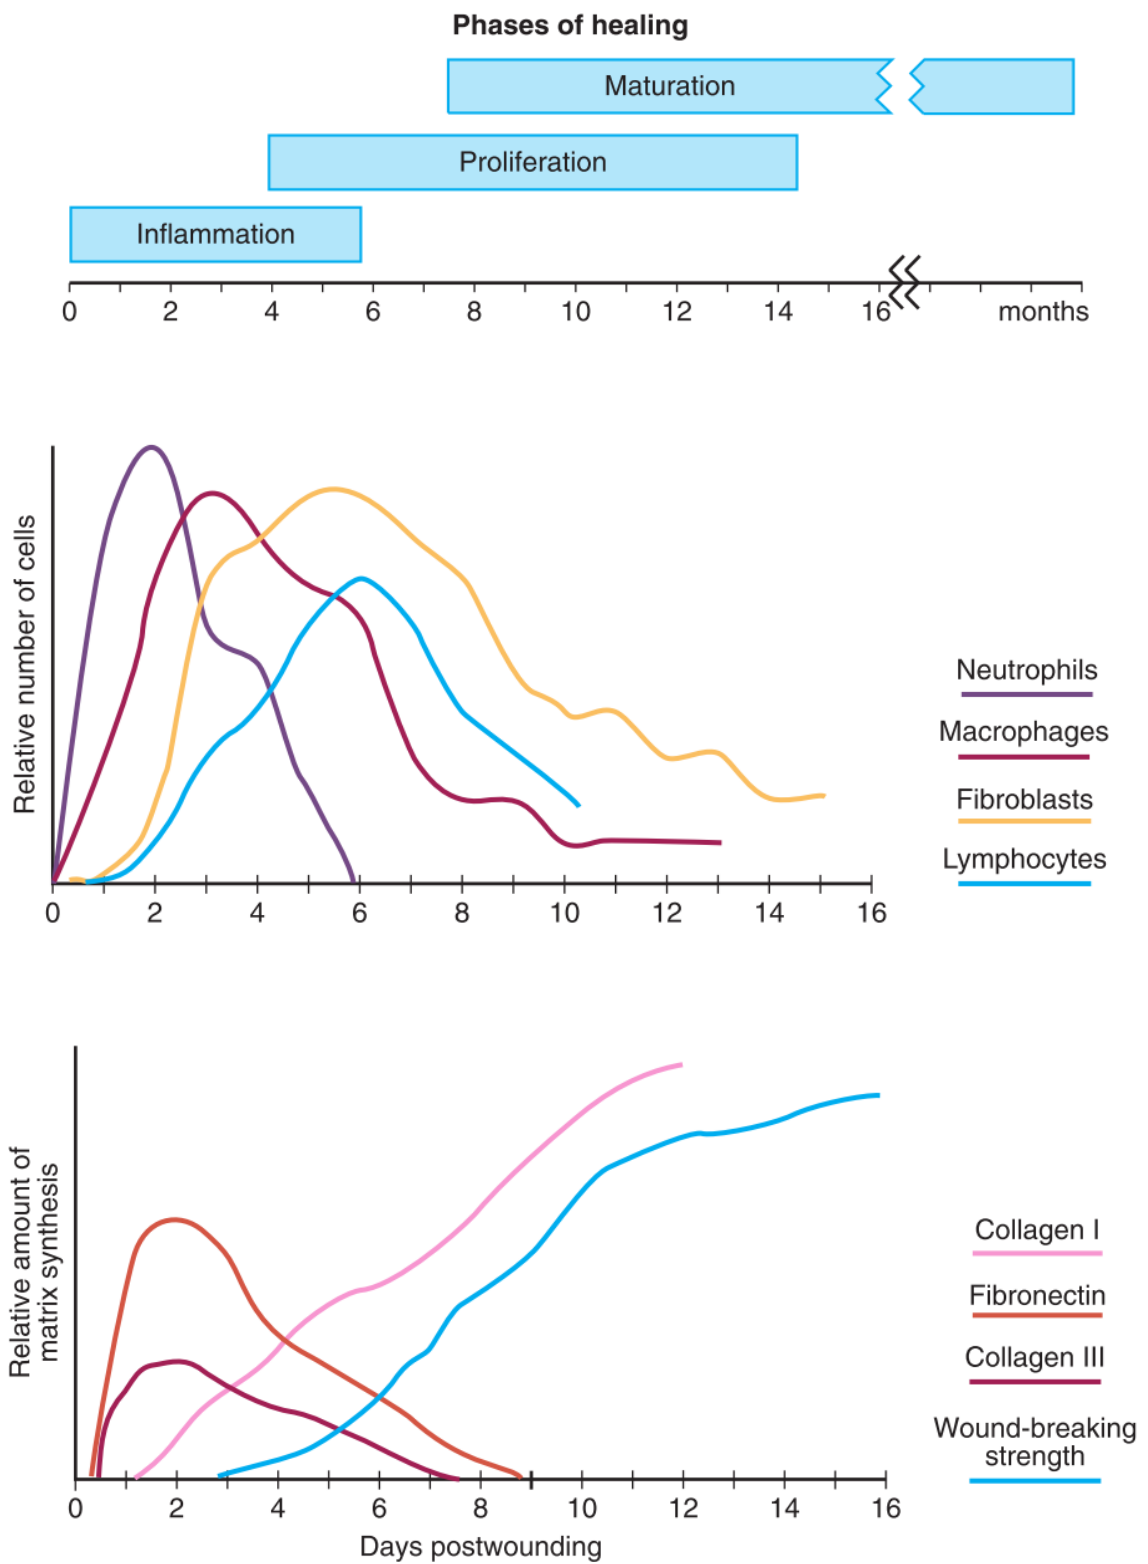 Phases of healing
Maturation
Proliferation
Inflammation
0 2 4 6 8 10 12 14 16 months
Relative number of cells
Neutrophils
Macrophages
Fibroblasts
Lymphocytes
0 2 4 6 8 10 12 14 16
Relative amount of
matrix synthesis
Collagen I
Fibronectin
Collagen III
Wound-breaking
strength
0 2 4 6 8 10 12 14 16
Days postwounding